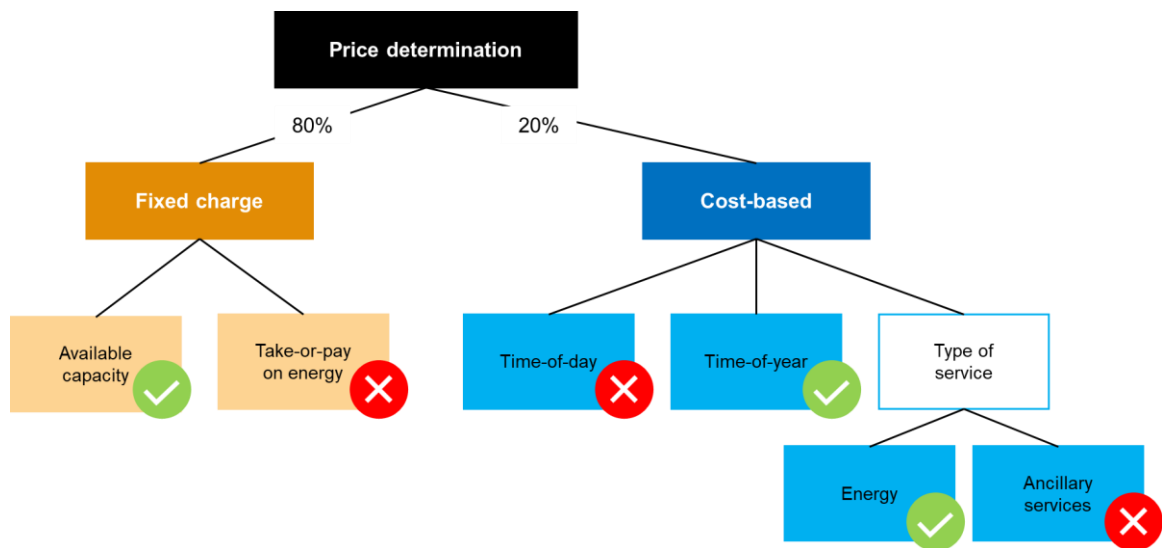 Price determination
80%
20%
Fixed charge
Cost-based
Available
capacity
Take-or-pay
on energy
Time-of-day
Time-of-year
Type of
service
Energy
Ancillary
services